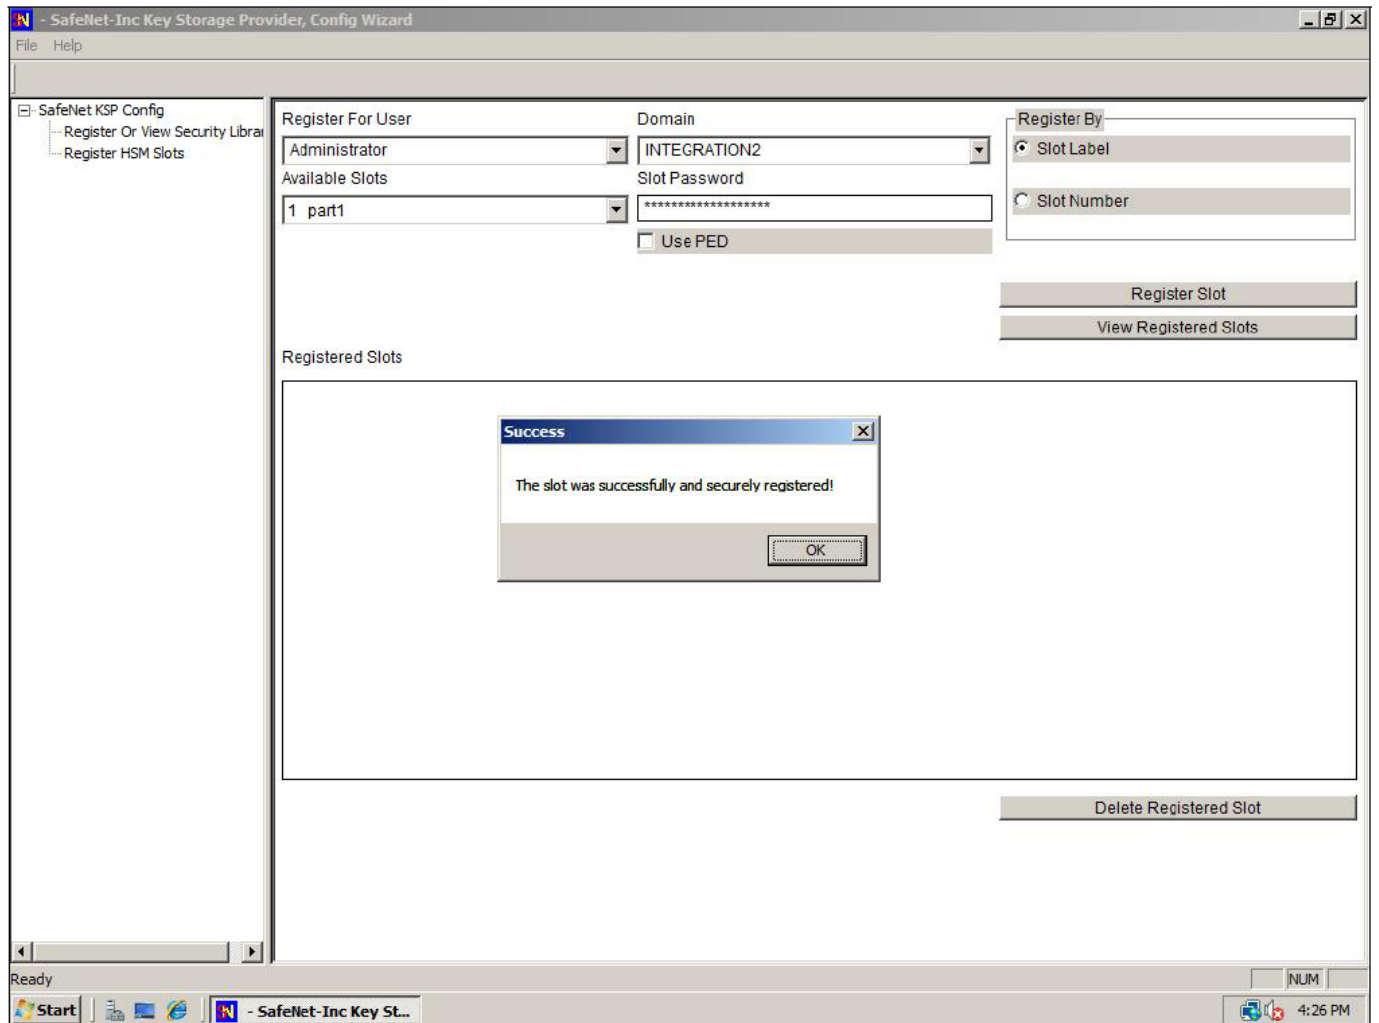 - SafeNet-Inc Key Storage Provider, Config Wizard
File Help
SafeNet KSP Config
Register Or View Security Librar
Register HSM Slots
Register For User
Domain
Register By
Administrator
INTEGRATION2
Slot Label
Available Slots
Slot Password
1 part1
*******************
Slot Number
Use PED
Register Slot
View Registered Slots
Registered Slots
Success
The slot was successfully and securely registered!
OK
Delete Registered Slot
Ready
NUM
Start
- SafeNet-Inc Key St...
4:26 PM